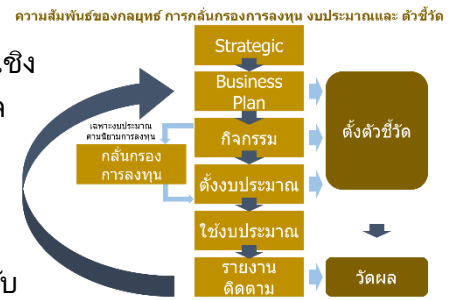 ความสัมพันธ์ของกลยุทธ์ การกลั่นกรองการลงทุน งบประมาณและ ตัวชี้วัด
Strategic
เชิง
Business
Plan
เฉพาะงบประมาณ
ตามนิยามการลงทุน
กิจกรรม
ตั้งตัวชี้วัด
กลั่นกรอง
การลงทุน
ตั้งงบประมาณ
ใช้งบประมาณ
รายงาน
ติดตาม
วัดผล